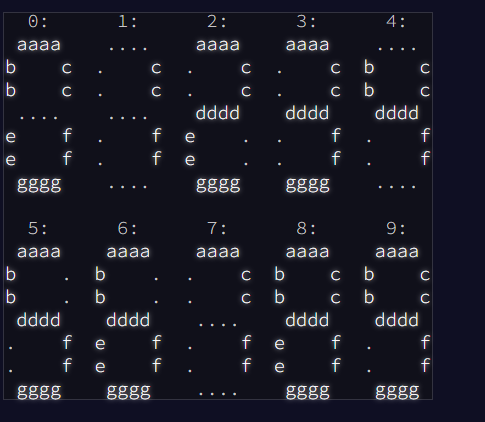 0:      1:      2:      3:      4:
 aaaa    ....    aaaa    aaaa    ....
b    c  .    c  .    c  .    c  b    c
b    c  .    c  .    c  .    c  b    c
 ....    ....    dddd    dddd    dddd
e    f  .    f  e    .  .    f  .    f
e    f  .    f  e    .  .    f  .    f
 gggg    ....    gggg    gggg    ....

  5:      6:      7:      8:      9:
 aaaa    aaaa    aaaa    aaaa    aaaa
b    .  b    .  .    c  b    c  b    c
b    .  b    .  .    c  b    c  b    c
 dddd    dddd    ....    dddd    dddd
.    f  e    f  .    f  e    f  .    f
.    f  e    f  .    f  e    f  .    f
 gggg    gggg    ....    gggg    gggg